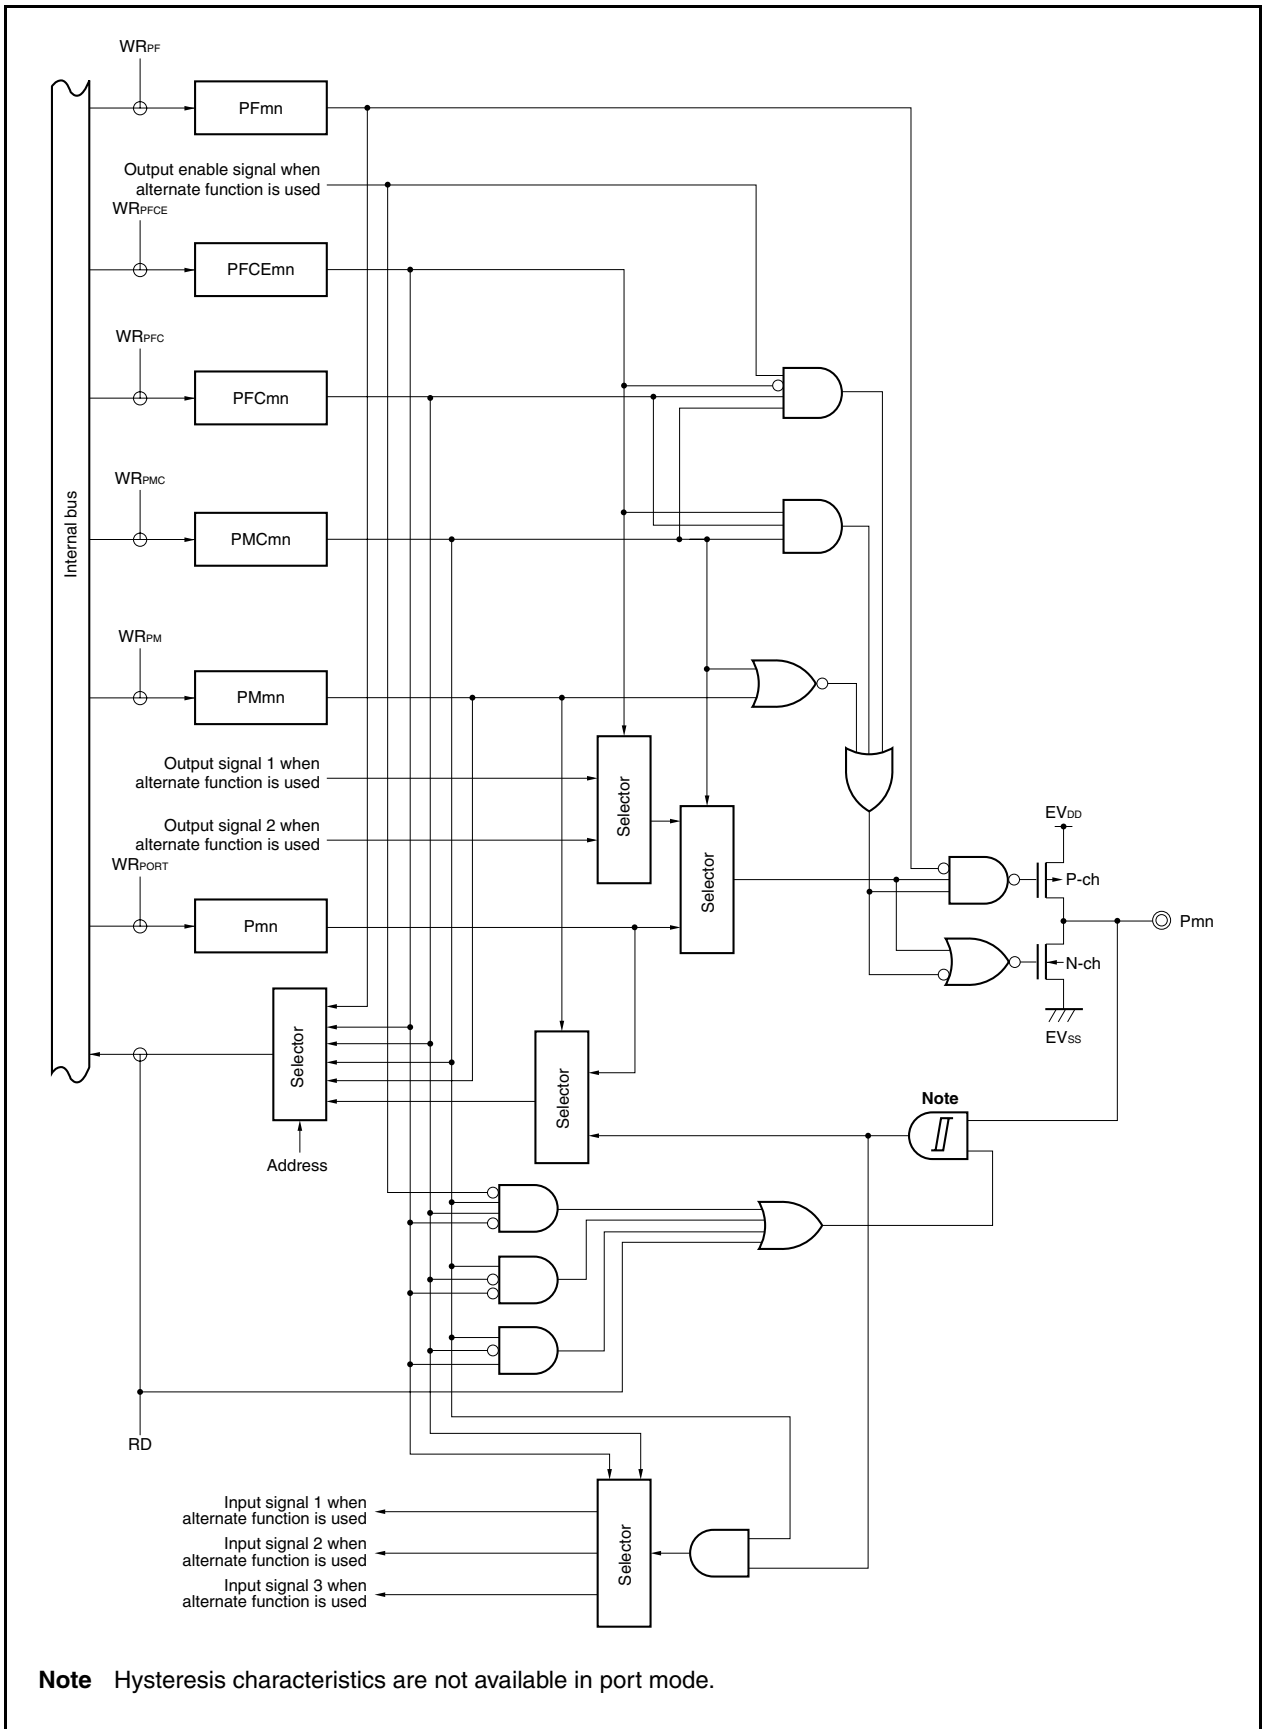 WRPF
PFmn
Output enable signal when
alternate function is used
WRPFCE
PFCEmn
WRPFC
PFCmn
WRPMC
Internal bus
PMCmn
WRPM
PMmn
Output signal 1 when
alternate function is used
Selector
Output signal 2 when
alternate function is used
Selector
EVDD
P-ch
WRPORT
Pmn
Pmn
N-ch
EVSS
Selector
Selector
Note
Address
RD
Input signal 1 when
alternate function is used
Input signal 2 when
alternate function is used
Input signal 3 when
alternate function is used
Selector
Note Hysteresis characteristics are not available in port mode.